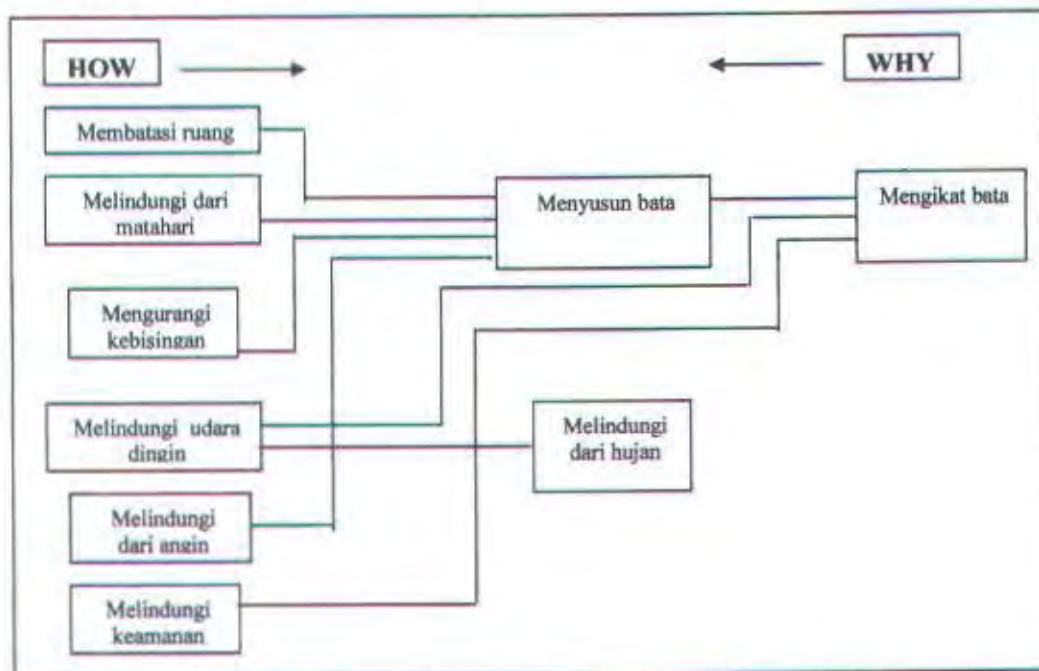 HOW
WHY
Membatasi ruang
Melindungi dari
matahari
Menyusun bata
Mengikat bata
Mengurangi
kebisingan
Melindungi udara
dingin
Melindungi
dari hujan
Melindungi
dari angin
Melindungi
keamanan